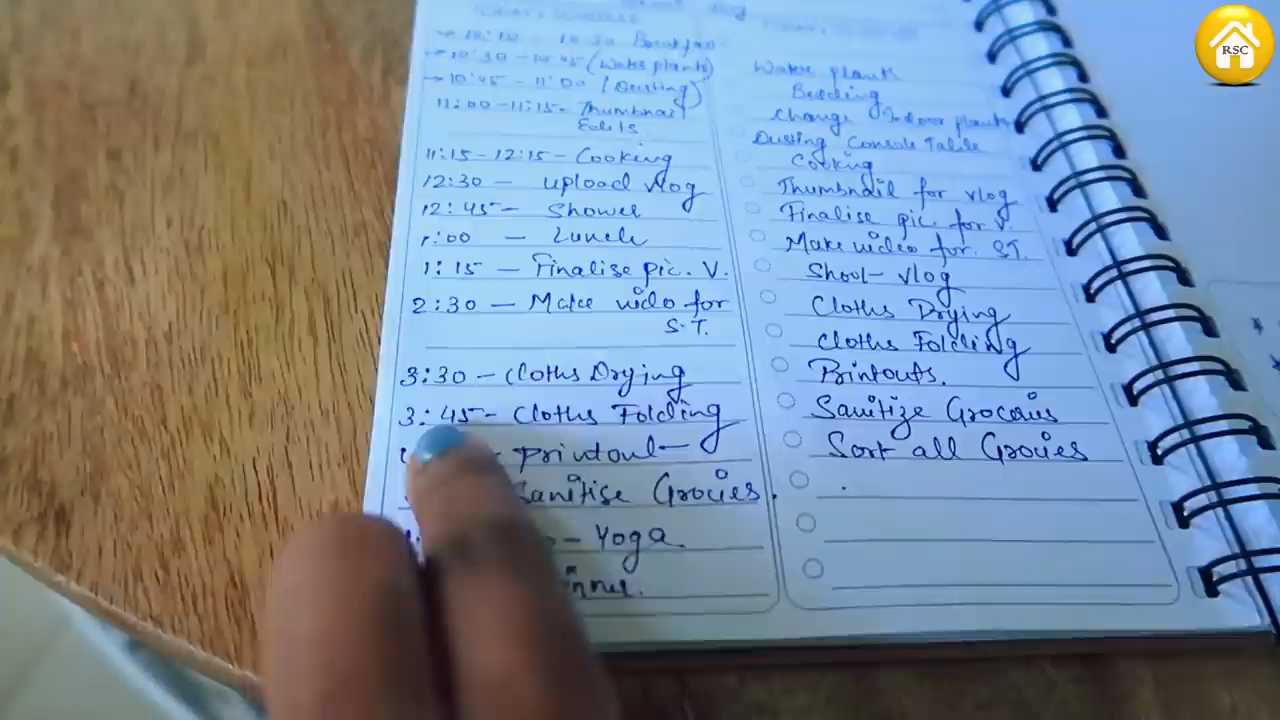 10:30 - 10:45 (Water plants)
10:45 - 11:00 (Dusting)
11:00 - 11:15 - Thumbnail
Edits
11:15 - 12:15 - Cooking
12:30 - upload vlog
12:45 - Shower
1:00 - Lunch
1:15 - Finalise pic. V.
2:30 - Make vido for
S.T.
3:30 - Cloths Drying
3:45 - Cloths Folding
- printout
Sanitise Grocies.
- Yoga
Water plants
Bedding
Change Indoor plants
Dusting Console Table
Cooking
Thumbnail for vlog
Finalise pic. for V.
Make video for. S.T.
Shoot vlog
Cloths Drying
Cloths Folding
Printouts.
Sanitize Groceries
Sort all Grocies
RSC